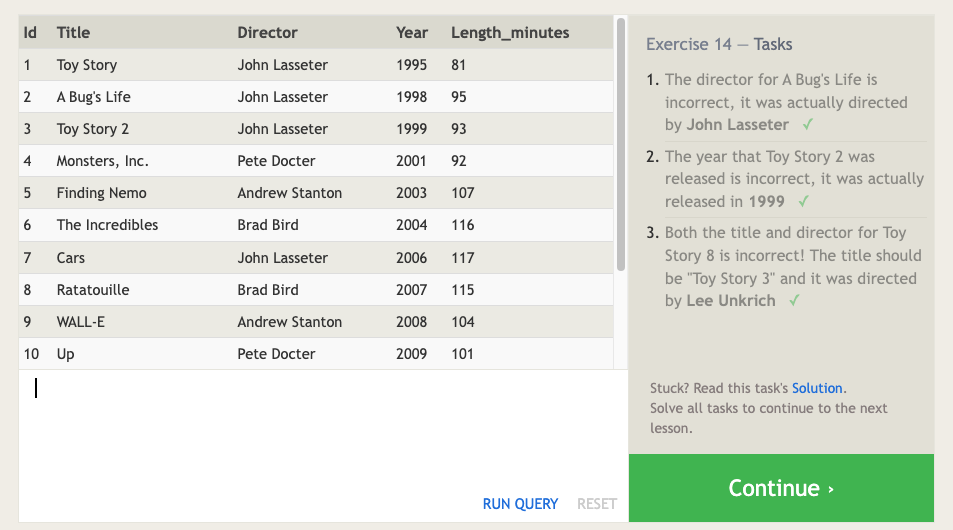 Id Title Director Year Length_minutes
1 Toy Story John Lasseter 1995 81
2 A Bug's Life John Lasseter 1998 95
3 Toy Story 2 John Lasseter 1999 93
4 Monsters, Inc. Pete Docter 2001 92
5 Finding Nemo Andrew Stanton 2003 107
6 The Incredibles Brad Bird 2004 116
7 Cars John Lasseter 2006 117
8 Ratatouille Brad Bird 2007 115
9 WALL-E Andrew Stanton 2008 104
10 Up Pete Docter 2009 101
RUN QUERY RESET
Exercise 14 — Tasks
1. The director for A Bug's Life is
incorrect, it was actually directed
by John Lasseter ✓
2. The year that Toy Story 2 was
released is incorrect, it was actually
released in 1999 ✓
3. Both the title and director for Toy
Story 8 is incorrect! The title should
be "Toy Story 3" and it was directed
by Lee Unkrich ✓
Stuck? Read this task's Solution.
Solve all tasks to continue to the next
lesson.
Continue ›